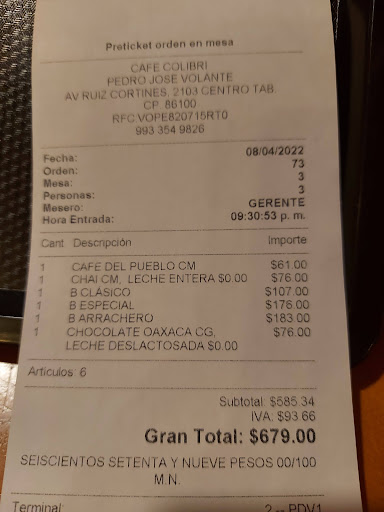 Preticket orden en mesa
CAFE COLIBRI
PEDRO JOSE VOLANTE
AV RUIZ CORTINES, 2103 CENTRO TAB.
CP. 86100
RFC:VOPE820715RT0
993 354 9826
Fecha: 08/04/2022
Orden: 73
Mesa: 3
Personas: 3
Mesero: GERENTE
Hora Entrada: 09:30:53 p. m.
Cant Descripción Importe
1 CAFE DEL PUEBLO CM $61.00
1 CHAI CM, LECHE ENTERA $0.00 $76.00
1 B CLÁSICO $107.00
1 B ESPECIAL $176.00
1 B ARRACHERO $183.00
1 CHOCOLATE OAXACA CG, $76.00
LECHE DESLACTOSADA $0.00
Artículos: 6
Subtotal: $585.34
IVA: $93.66
Gran Total: $679.00
SEISCIENTOS SETENTA Y NUEVE PESOS 00/100
M.N.
Terminal: 2 -- PDV1